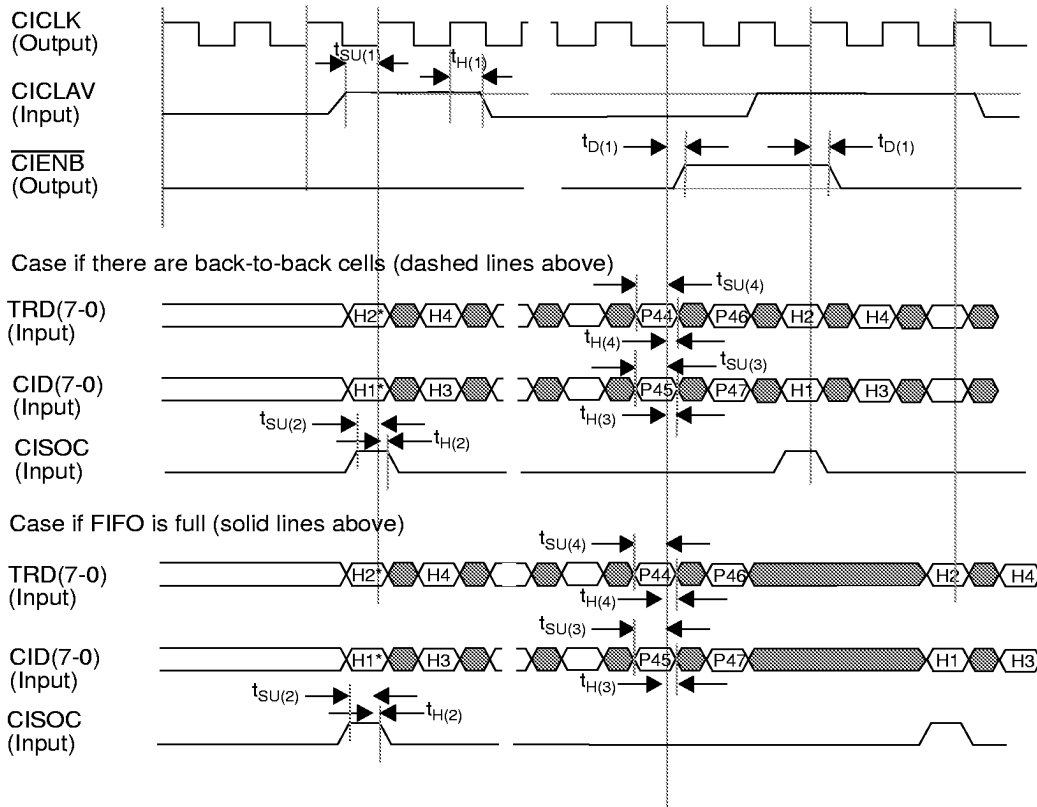 CICLK
(Output)
tSU(1)
tH(1)
CICLAV
(Input)
tD(1)
tD(1)
CIENB
(Output)
Case if there are back-to-back cells (dashed lines above)
tSU(4)
TRD(7-0)
(Input)
H2* H4 P44 P46 H2 H4
tH(4)
tSU(3)
CID(7-0)
(Input)
H1* H3 P45 P47 H1 H3
tSU(2)
tH(3)
tH(2)
CISOC
(Input)
Case if FIFO is full (solid lines above)
tSU(4)
TRD(7-0)
(Input)
H2* H4 P44 P46 H2 H4
tH(4)
tSU(3)
CID(7-0)
(Input)
H1* H3 P45 P47 H1 H3
tH(3)
tSU(2)
tH(2)
CISOC
(Input)